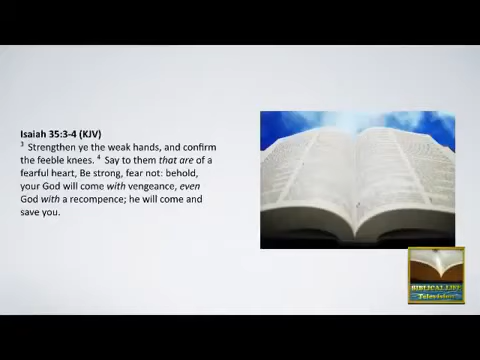 Isaiah 35:3-4 (KJV)
3 Strengthen ye the weak hands, and confirm
the feeble knees. 4 Say to them that are of a
fearful heart, Be strong, fear not: behold,
your God will come with vengeance, even
God with a recompence; he will come and
save you.
BIBLICAL LIFE
Television